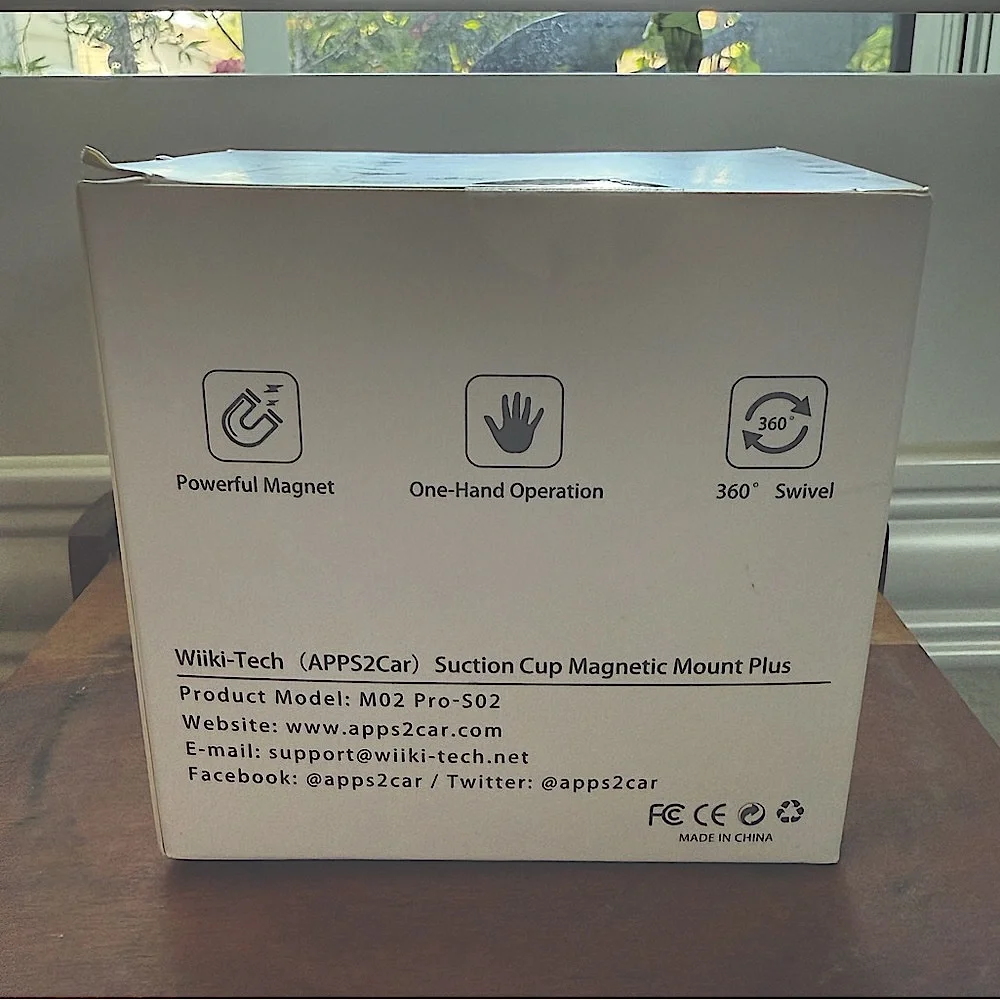 360°
Powerful Magnet
One-Hand Operation
360° Swivel
Wiiki-Tech（APPS2Car）Suction Cup Magnetic Mount Plus
Product Model: M02 Pro-S02
Website: www.apps2car.com
E-mail: support@wiiki-tech.net
Facebook: @apps2car / Twitter: @apps2car
FC CE
MADE IN CHINA